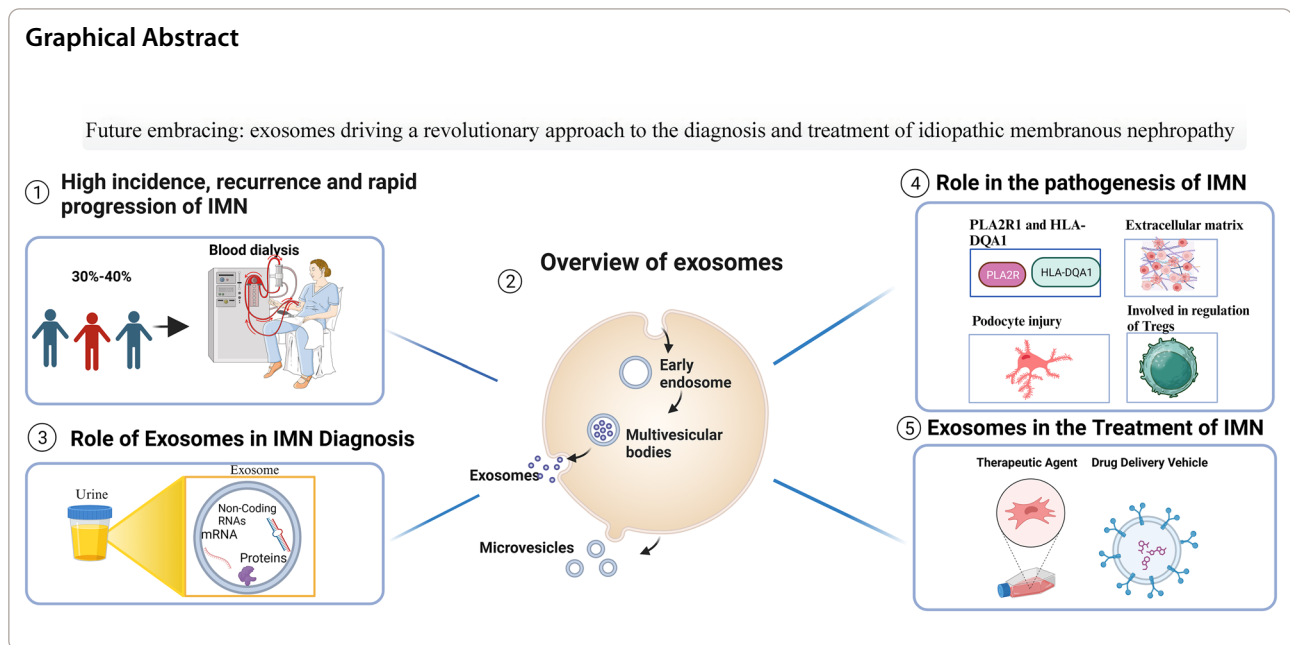 Graphical Abstract
Future embracing: exosomes driving a revolutionary approach to the diagnosis and treatment of idiopathic membranous nephropathy
1 High incidence, recurrence and rapid
progression of IMN
30%-40%
Blood dialysis
2 Overview of exosomes
Early
endosome
Multivesicular
bodies
Exosomes
Microvesicles
3 Role of Exosomes in IMN Diagnosis
Urine
Exosome
Non-Coding
RNAs
mRNA
Proteins
4 Role in the pathogenesis of IMN
PLA2R1 and HLA-
DQA1
PLA2R
HLA-DQA1
Extracellular matrix
Podocyte injury
Involved in regulation
of Tregs
5 Exosomes in the Treatment of IMN
Therapeutic Agent
Drug Delivery Vehicle